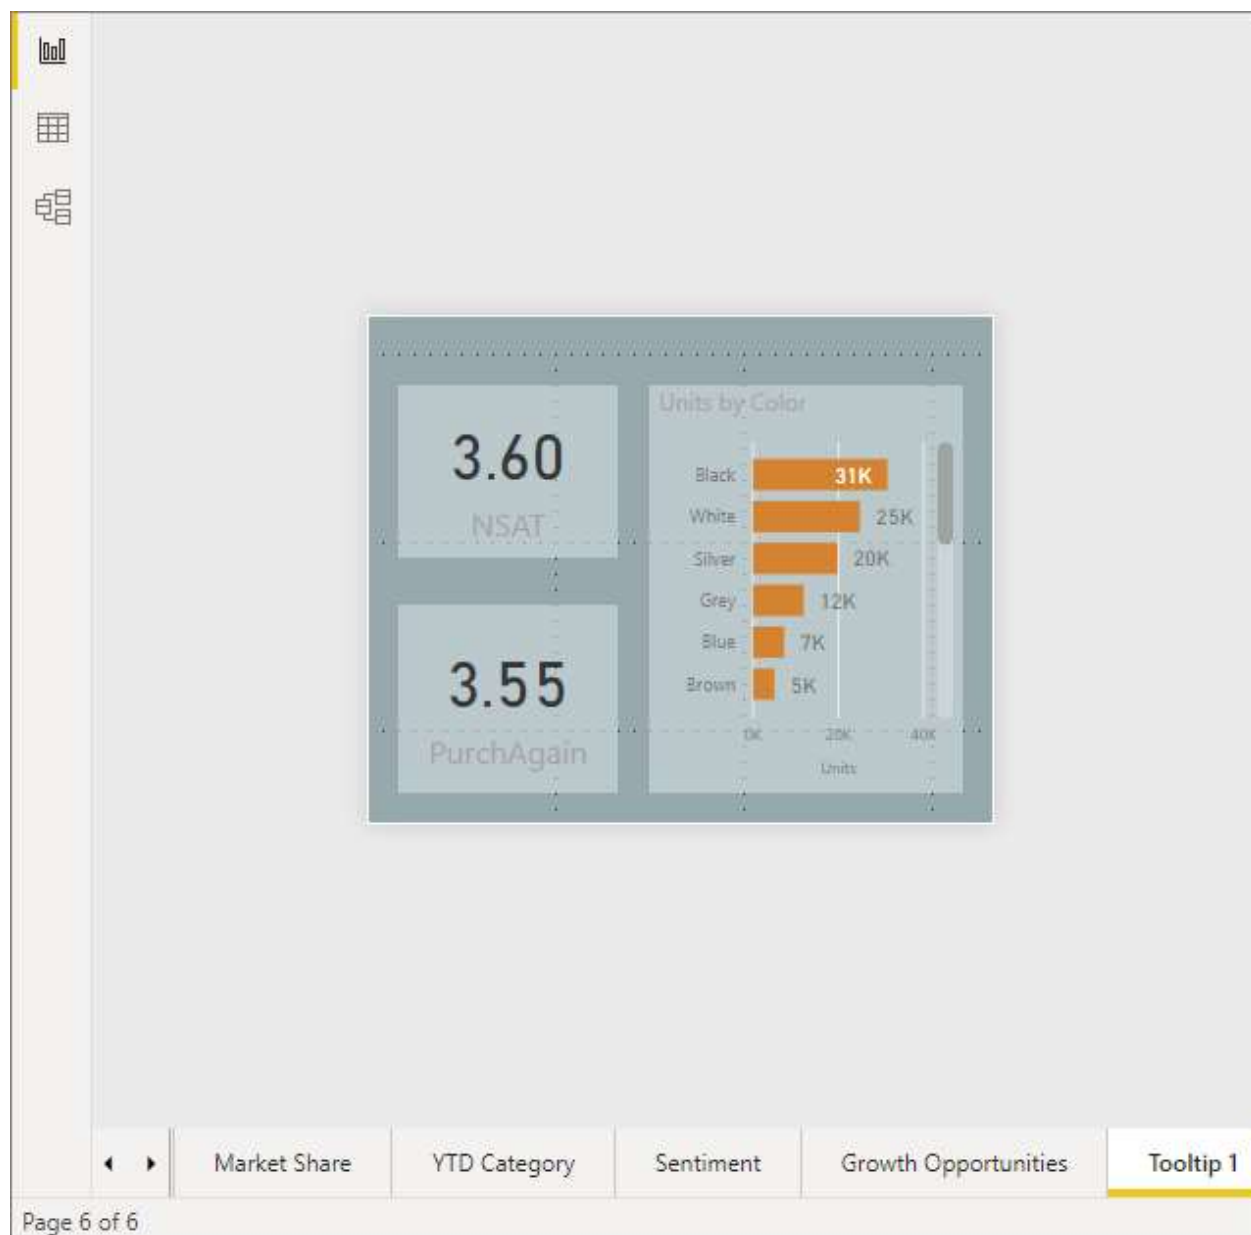 3.60
NSAT
3.55
PurchAgain
Units by Color
Black 31K
White 25K
Silver 20K
Grey 12K
Blue 7K
Brown 5K
0K 20K 40K
Units
Market Share YTD Category Sentiment Growth Opportunities Tooltip 1
Page 6 of 6